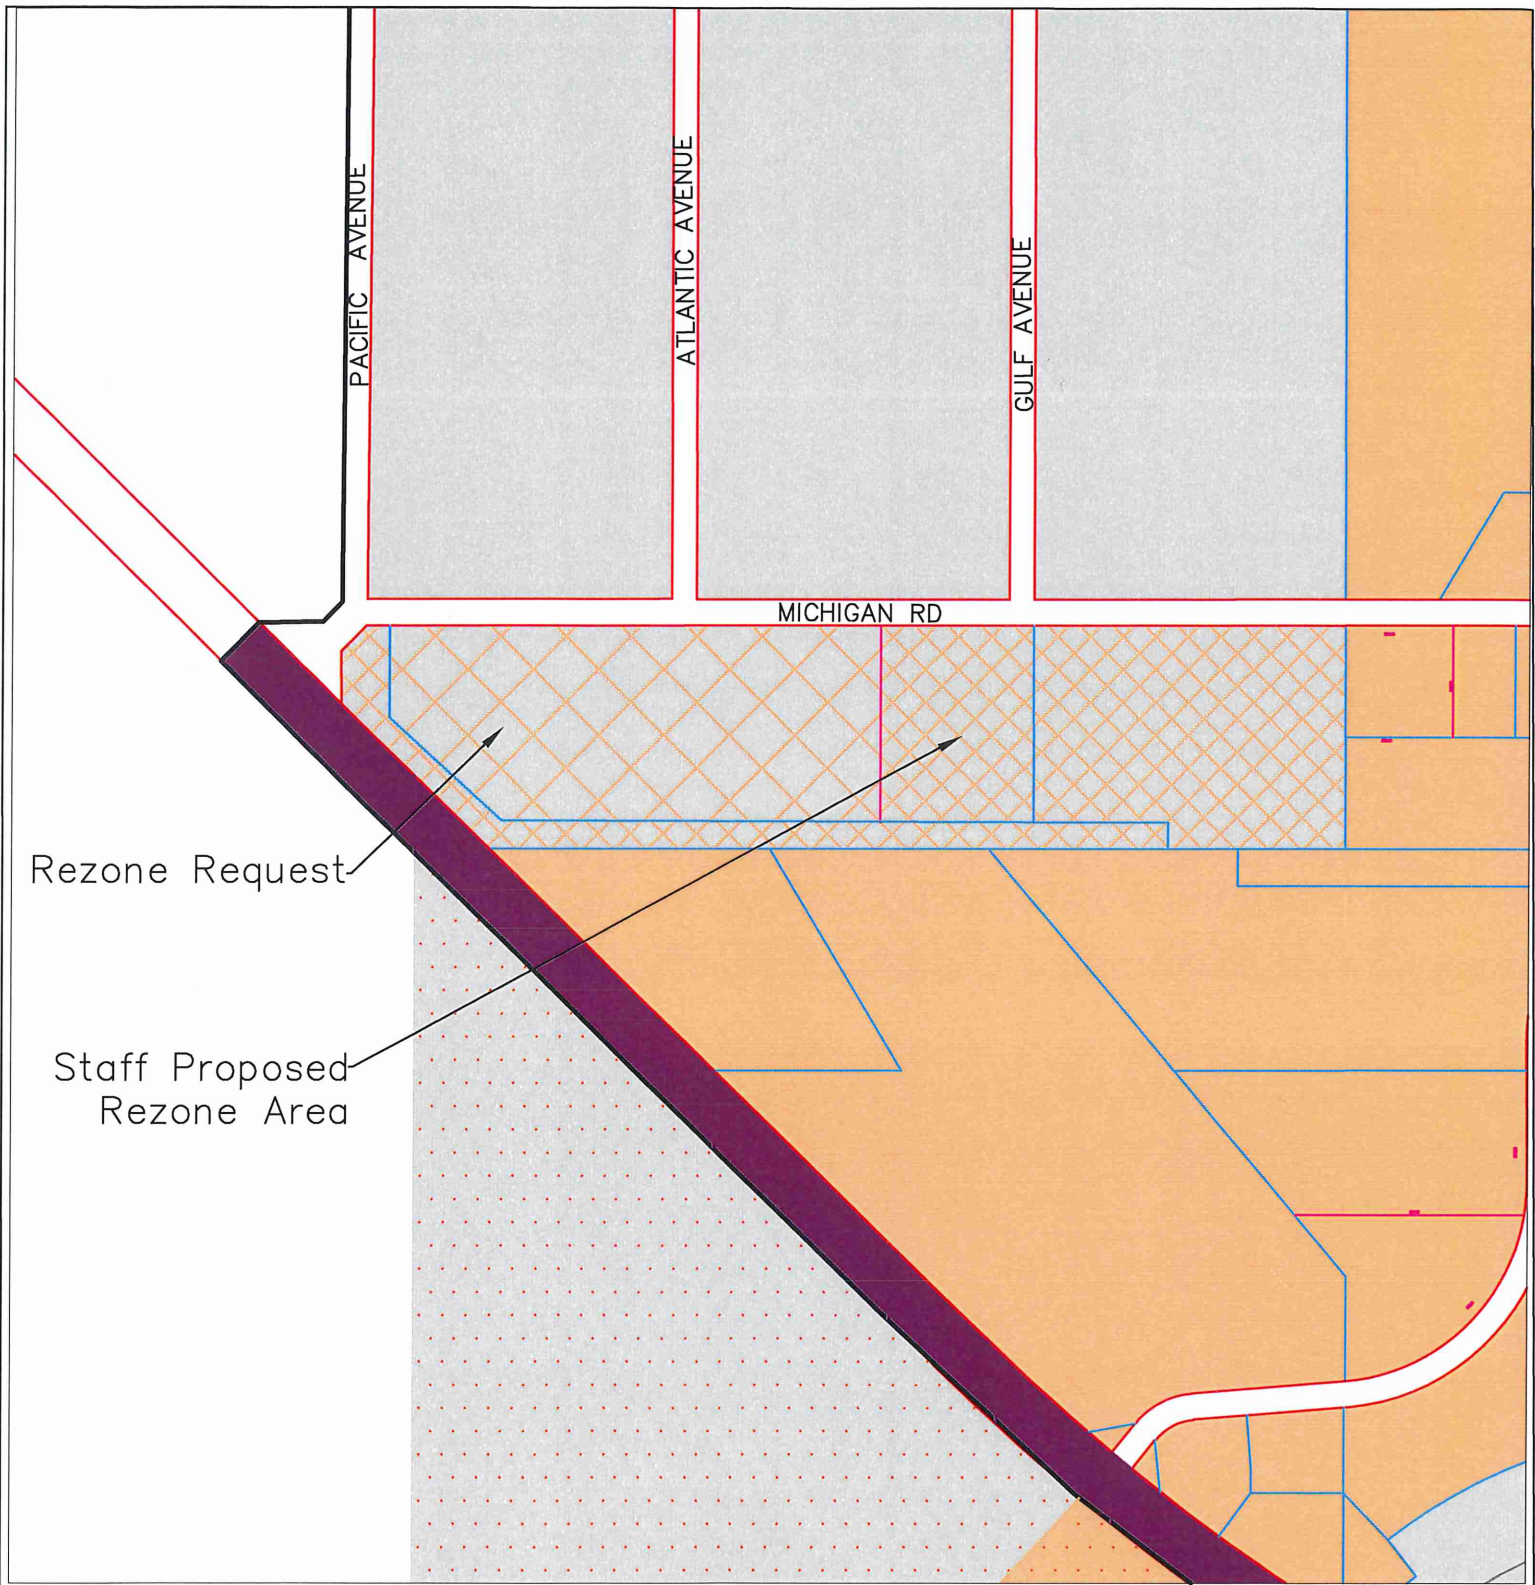 PACIFIC AVENUE
ATLANTIC AVENUE
GULF AVENUE
MICHIGAN RD
Rezone Request
Staff Proposed
Rezone Area